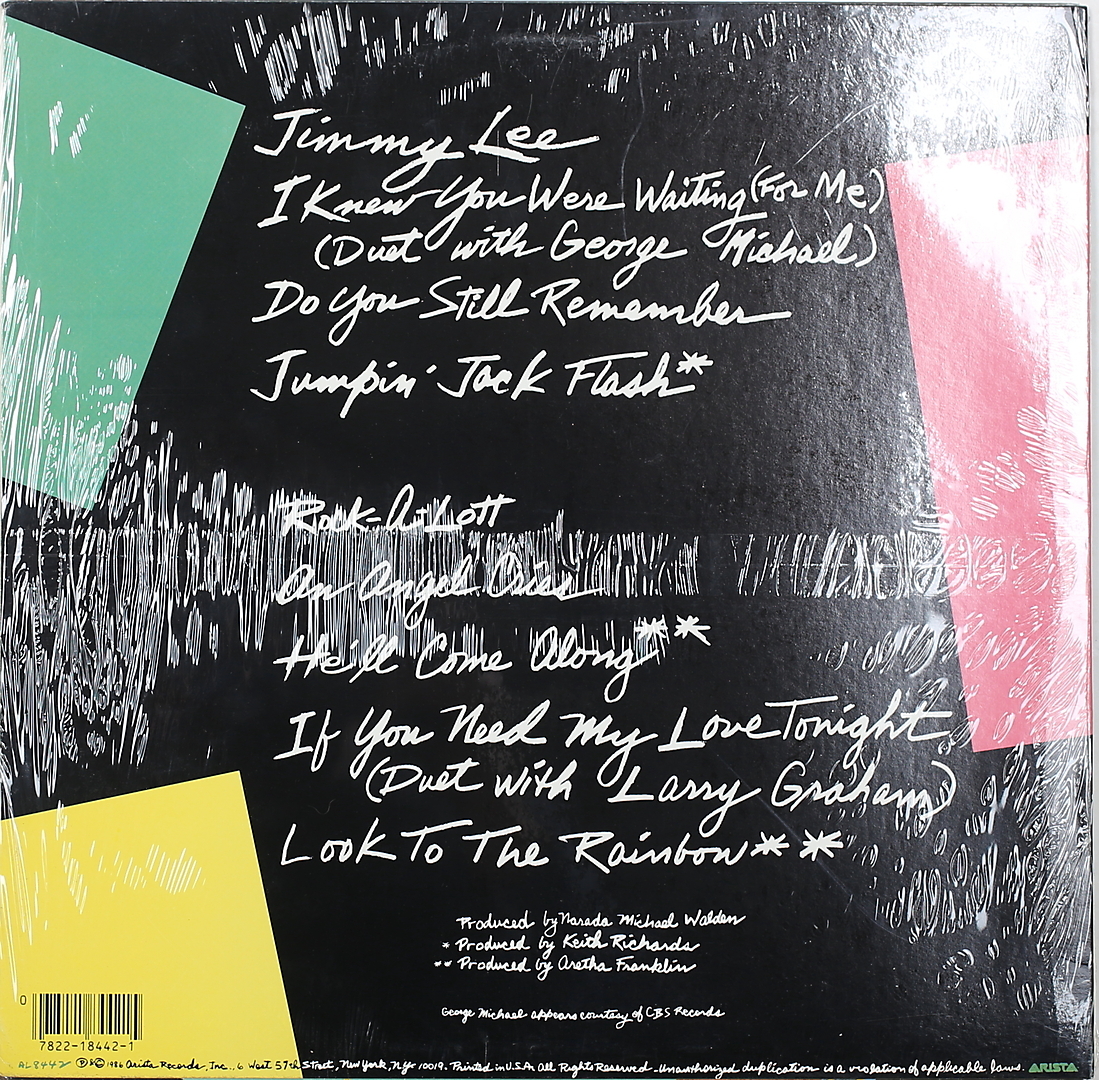 Jimmy Lee
I Knew You Were Waiting (For Me)
(Duet with George Michael)
Do You Still Remember
Jumpin' Jack Flash*
Rock-A-Lott
An Angel Cries
He'll Come Along**
If You Need My Love Tonight
(Duet with Larry Graham)
Look To The Rainbow**
Produced by Narada Michael Walden
* Produced by Keith Richards
** Produced by Aretha Franklin
George Michael appears courtesy of CBS Records
0
7822-18442-1
AL 8442 ℗ & © 1986 Arista Records, Inc., 6 West 57th Street, New York, N.Y. 10019. Printed in U.S.A. All Rights Reserved - Unauthorized duplication is a violation of applicable laws. ARISTA